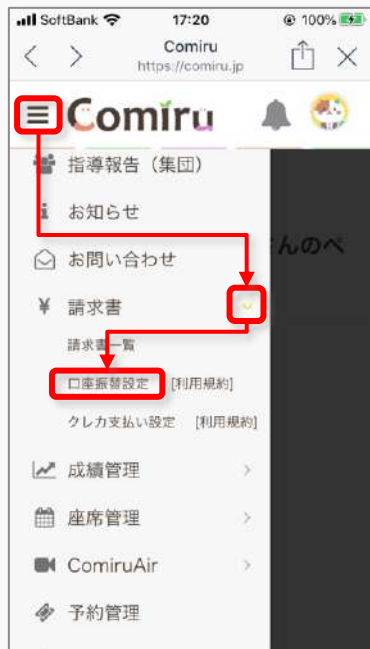 SoftBank 17:20 100%
Comiru
https://comiru.jp
Comiru
指導報告（集団）
お知らせ
さんのペ
お問い合わせ
¥ 請求書
請求書一覧
口座振替設定 [利用規約]
クレカ支払い設定 [利用規約]
成績管理
座席管理
ComiruAir
予約管理